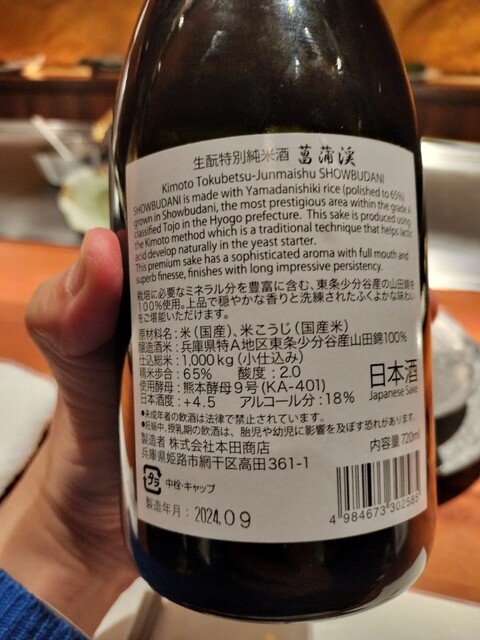 生酛特別純米酒 菖蒲渓
Kimoto Tokubetsu-Junmaishu SHOWBUDANI
SHOWBUDANI is made with Yamadanishiki rice (polished to 65%)
grown in Showbudani, the most prestigious area within the grade A
classified Tojo in the Hyogo prefecture. This sake is produced using
the Kimoto method which is a traditional technique that helps lactic
acid develop naturally in the yeast starter.
This premium sake has a sophisticated aroma with full mouth and
superb finesse, finishes with long impressive persistency.
栽培に必要なミネラル分を豊富に含む、東条少分谷産の山田錦を
100%使用。上品で穏やかな香りと洗練されたふくよかな味わい
をご堪能いただけます。
原材料名:米(国産)、米こうじ(国産米)
醸造酒米:兵庫県特A地区東条少分谷産山田錦100%
仕込総米:1,000kg(小仕込み)
精米歩合:65% 酸度:2.0
使用酵母:熊本酵母9号(KA-401)
日本酒度:+4.5 アルコール分:18%
日本酒
Japanese Sake
●未成年者の飲酒は法律で禁止されています。
●妊娠中、授乳期の飲酒は、胎児や幼児に影響を及ぼす恐れがあります。
製造者 株式会社本田商店
兵庫県姫路市網干区高田361-1
内容量720ml
タラ 中栓・キャップ
製造年月:2024.09
4 984673 302585